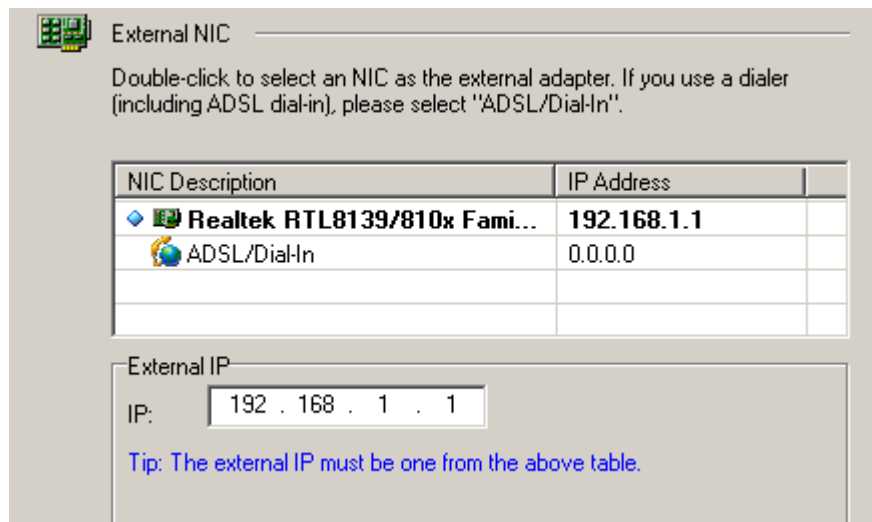 External NIC
Double-click to select an NIC as the external adapter. If you use a dialer
(including ADSL dial-in), please select "ADSL/Dial-In".
NIC Description IP Address
Realtek RTL8139/810x Fami... 192.168.1.1
ADSL/Dial-In 0.0.0.0
External IP
IP: 192 . 168 . 1 . 1
Tip: The external IP must be one from the above table.